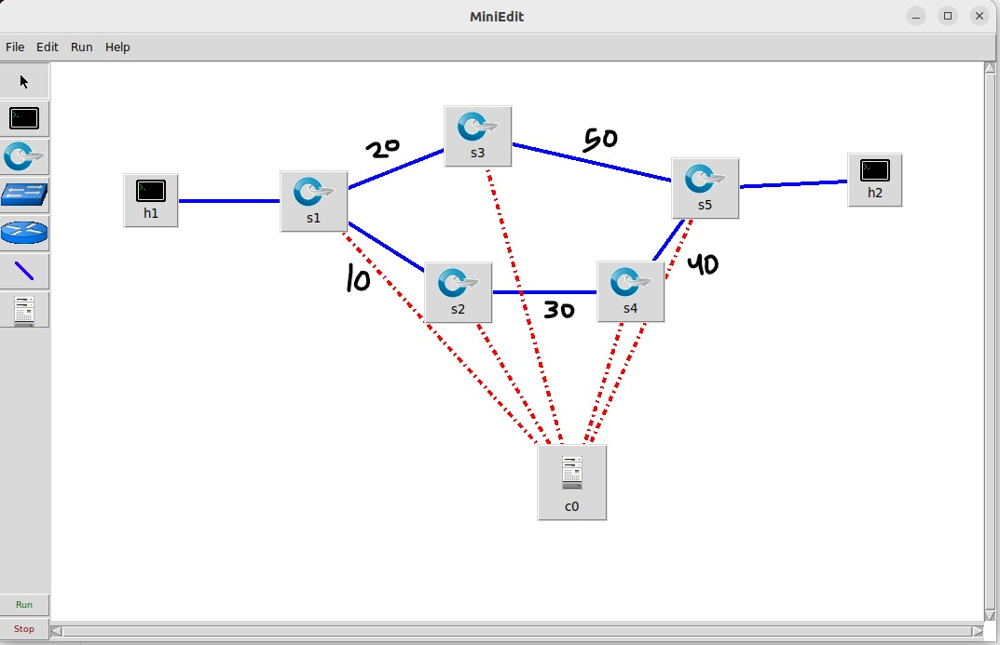 MiniEdit
File Edit Run Help
20
50
s3
h2
h1
s1
s5
10
40
s2
30
s4
c0
Run
Stop